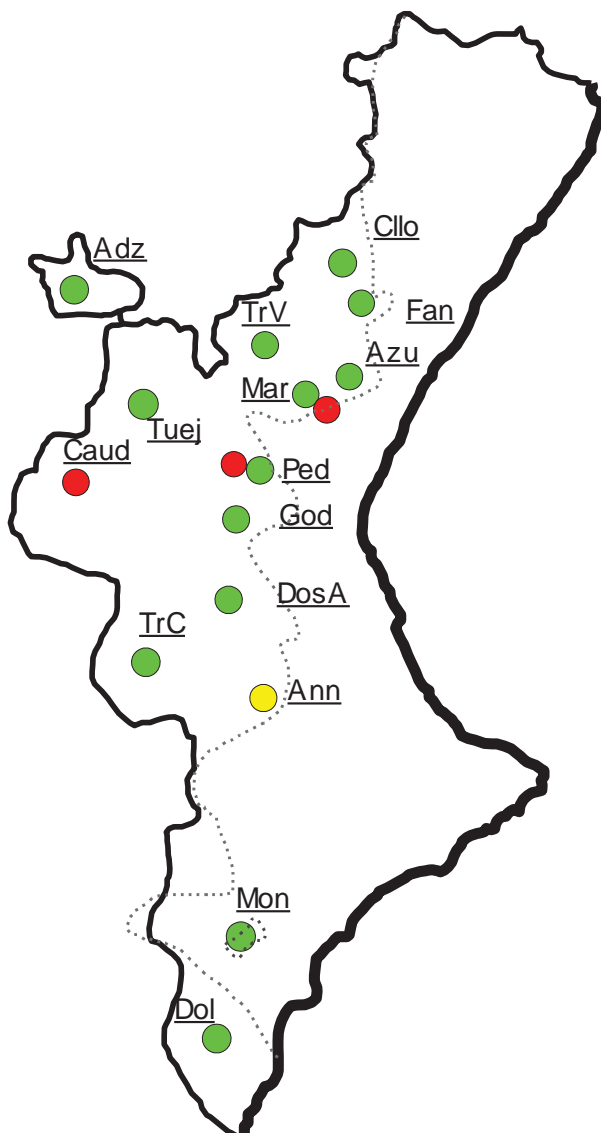 Cllo
Adz
Fan
TrV
Azu
Mar
Tuej
Caud
Ped
God
DosA
TrC
Ann
Mon
Dol